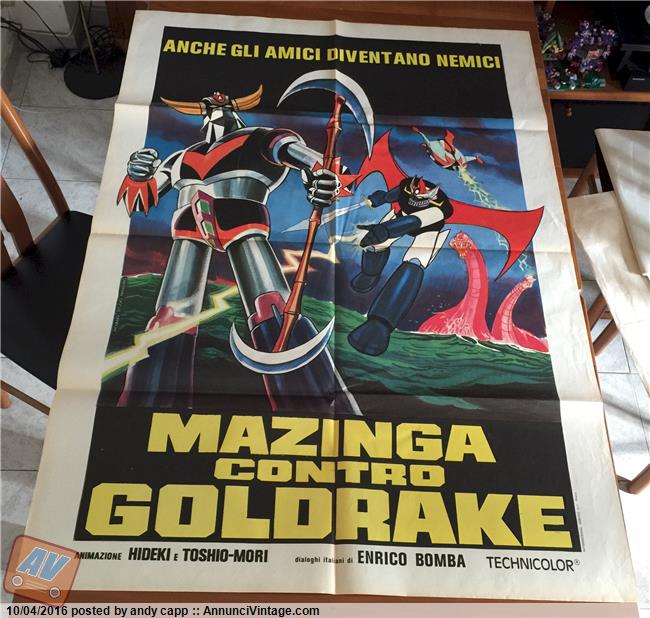 ANCHE GLI AMICI DIVENTANO NEMICI
MAZINGA
CONTRO
GOLDRAKE
ANIMAZIONE HIDEKI E TOSHIO-MORI dialoghi italiani di ENRICO BOMBA TECHNICOLOR®
AV
10/04/2016 posted by andy capp :: AnnunciVintage.com